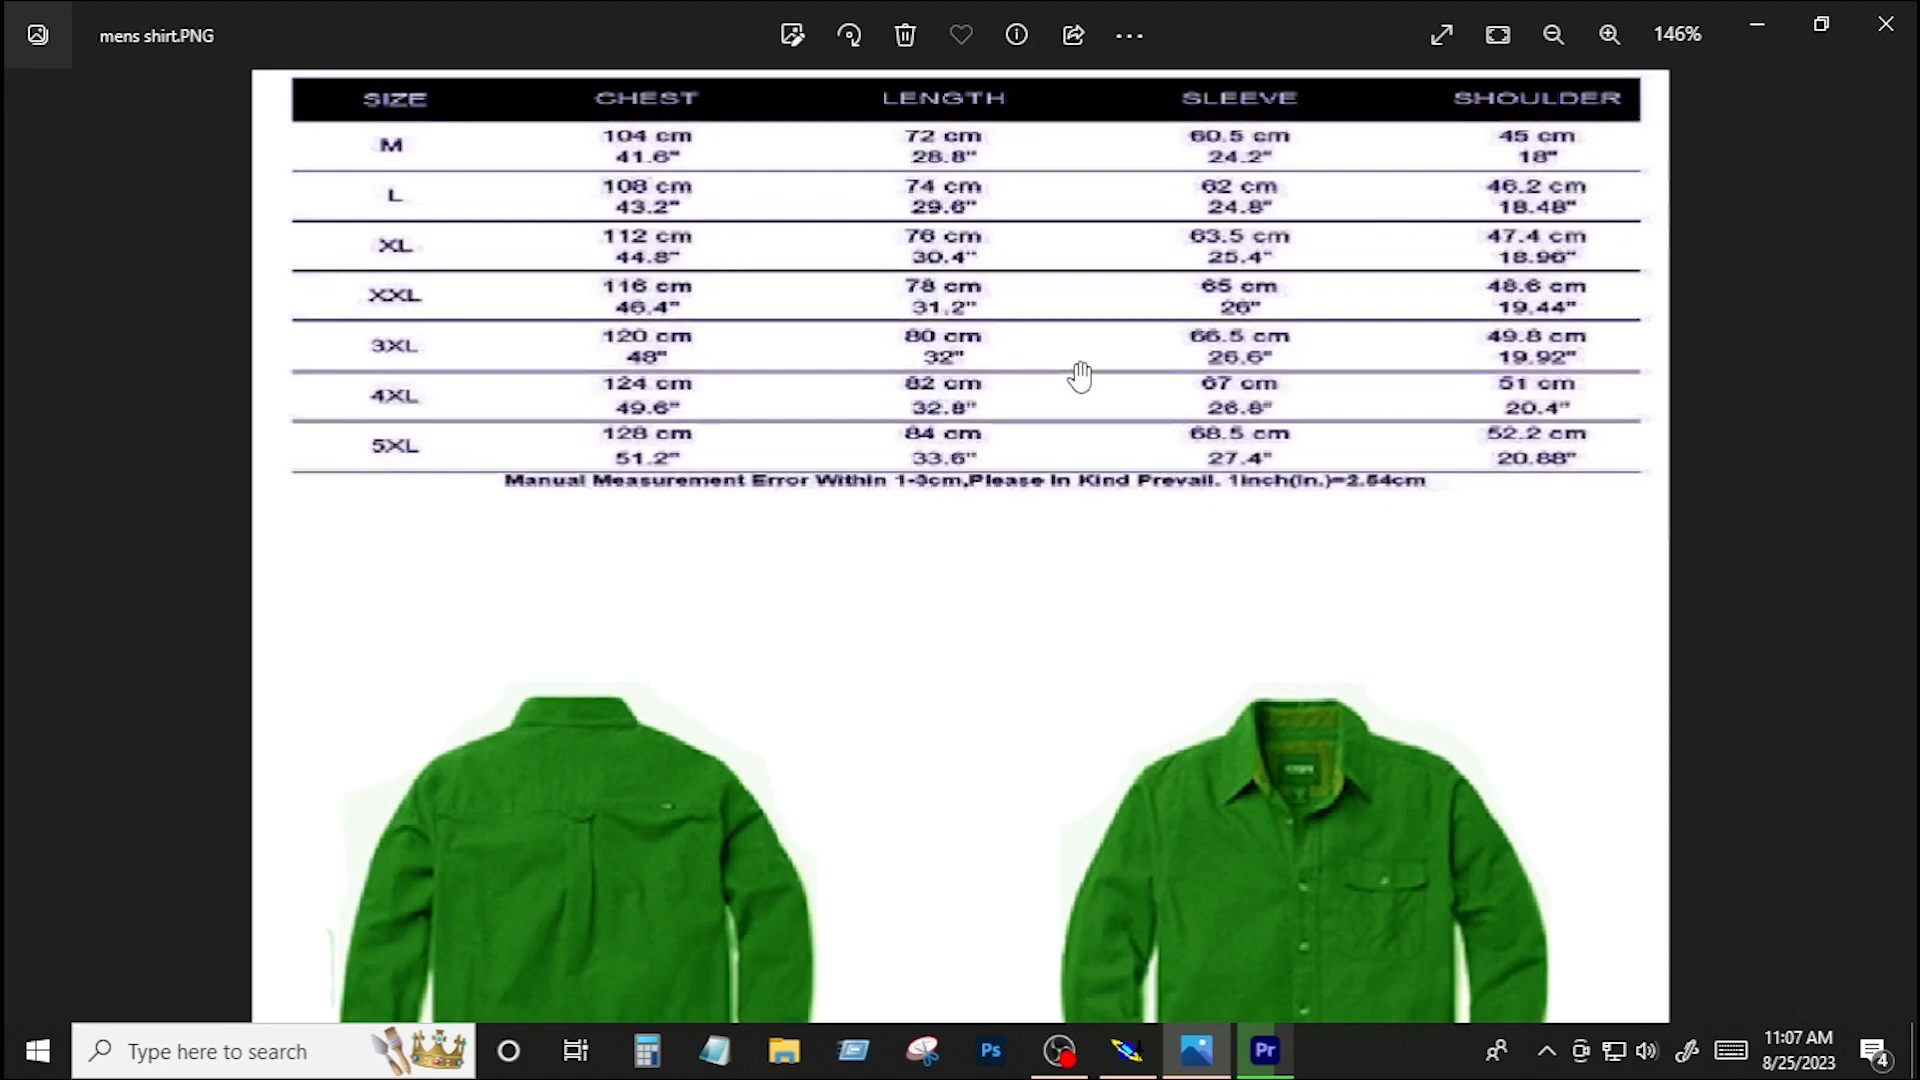 mens shirt.PNG
146%
SIZE CHEST LENGTH SLEEVE SHOULDER
M 104 cm 72 cm 60.5 cm 45 cm
41.6" 28.8" 24.2" 18"
L 108 cm 74 cm 62 cm 46.2 cm
43.2" 29.6" 24.8" 18.48"
XL 112 cm 76 cm 63.5 cm 47.4 cm
44.8" 30.4" 25.4" 18.96"
XXL 116 cm 78 cm 65 cm 48.6 cm
46.4" 31.2" 26" 19.44"
3XL 120 cm 80 cm 66.5 cm 49.8 cm
48" 32" 26.6" 19.92"
4XL 124 cm 82 cm 67 cm 51 cm
49.6" 32.8" 26.8" 20.4"
5XL 128 cm 84 cm 68.5 cm 52.2 cm
51.2" 33.6" 27.4" 20.88"
Manual Measurement Error Within 1-3cm,Please In Kind Prevail. 1inch(in.)=2.54cm
Type here to search
Ps
Pr
11:07 AM
8/25/2023
4